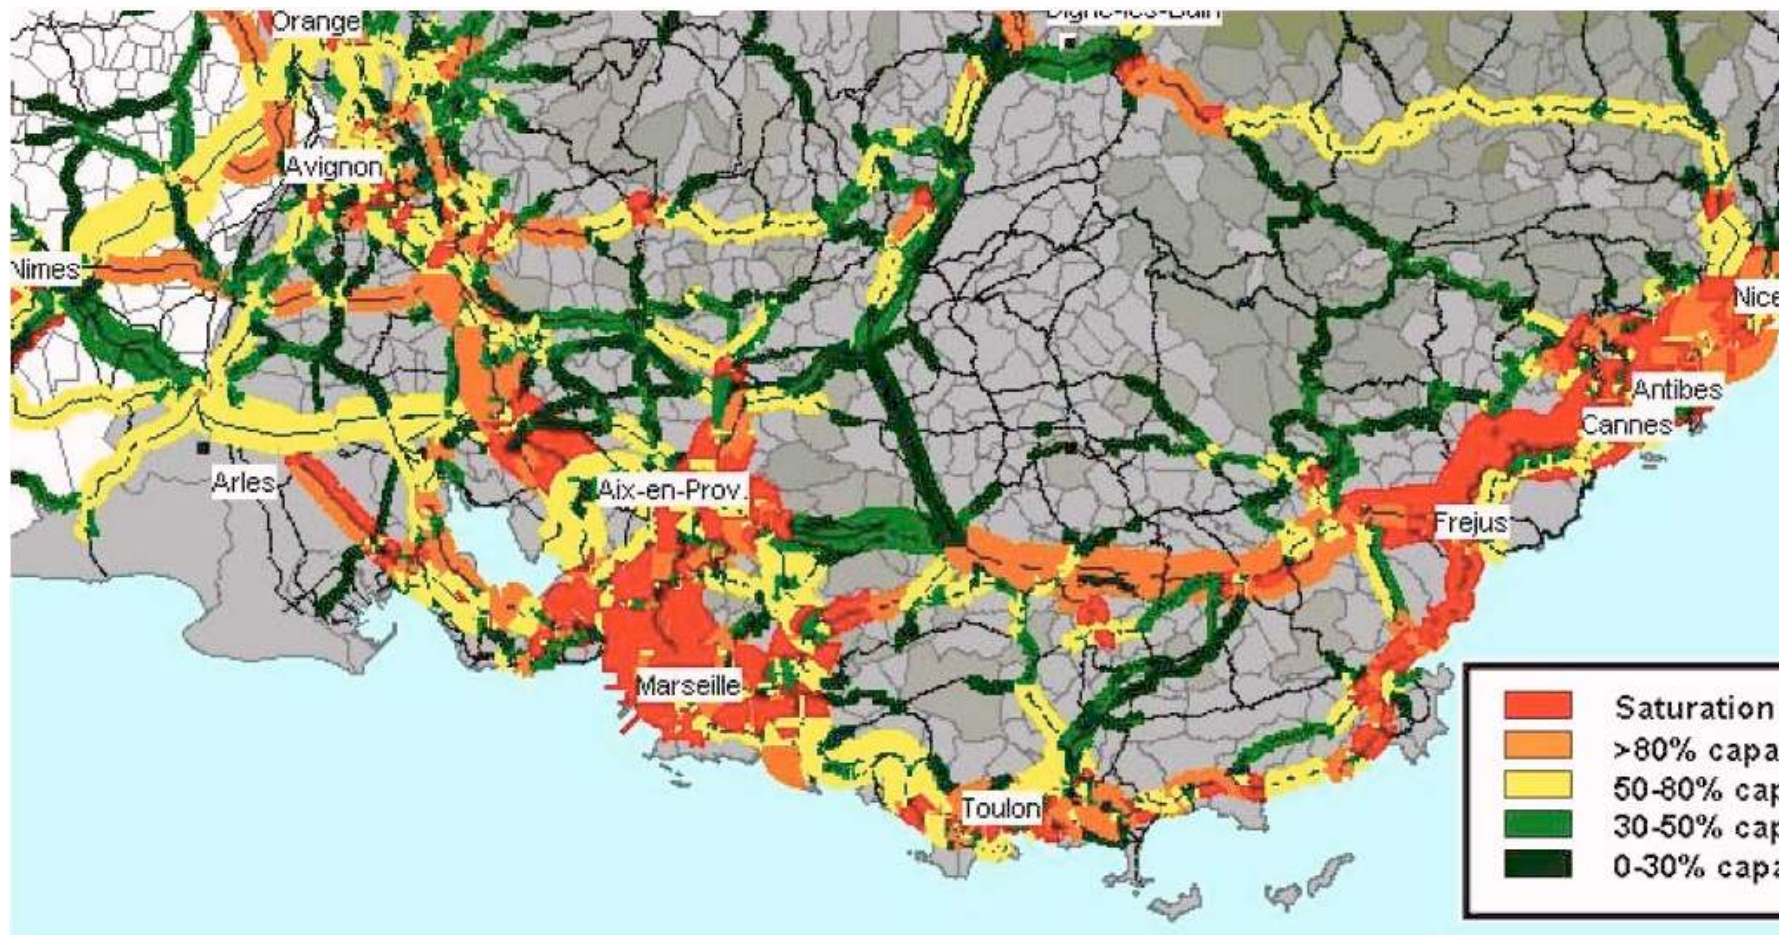 Orange
Avignon
Nimes
Nice
Antibes
Cannes
Arles
Aix-en-Prov.
Frejus
Marseille
Toulon
Saturation
>80% capa
50-80% cap
30-50% cap
0-30% capa